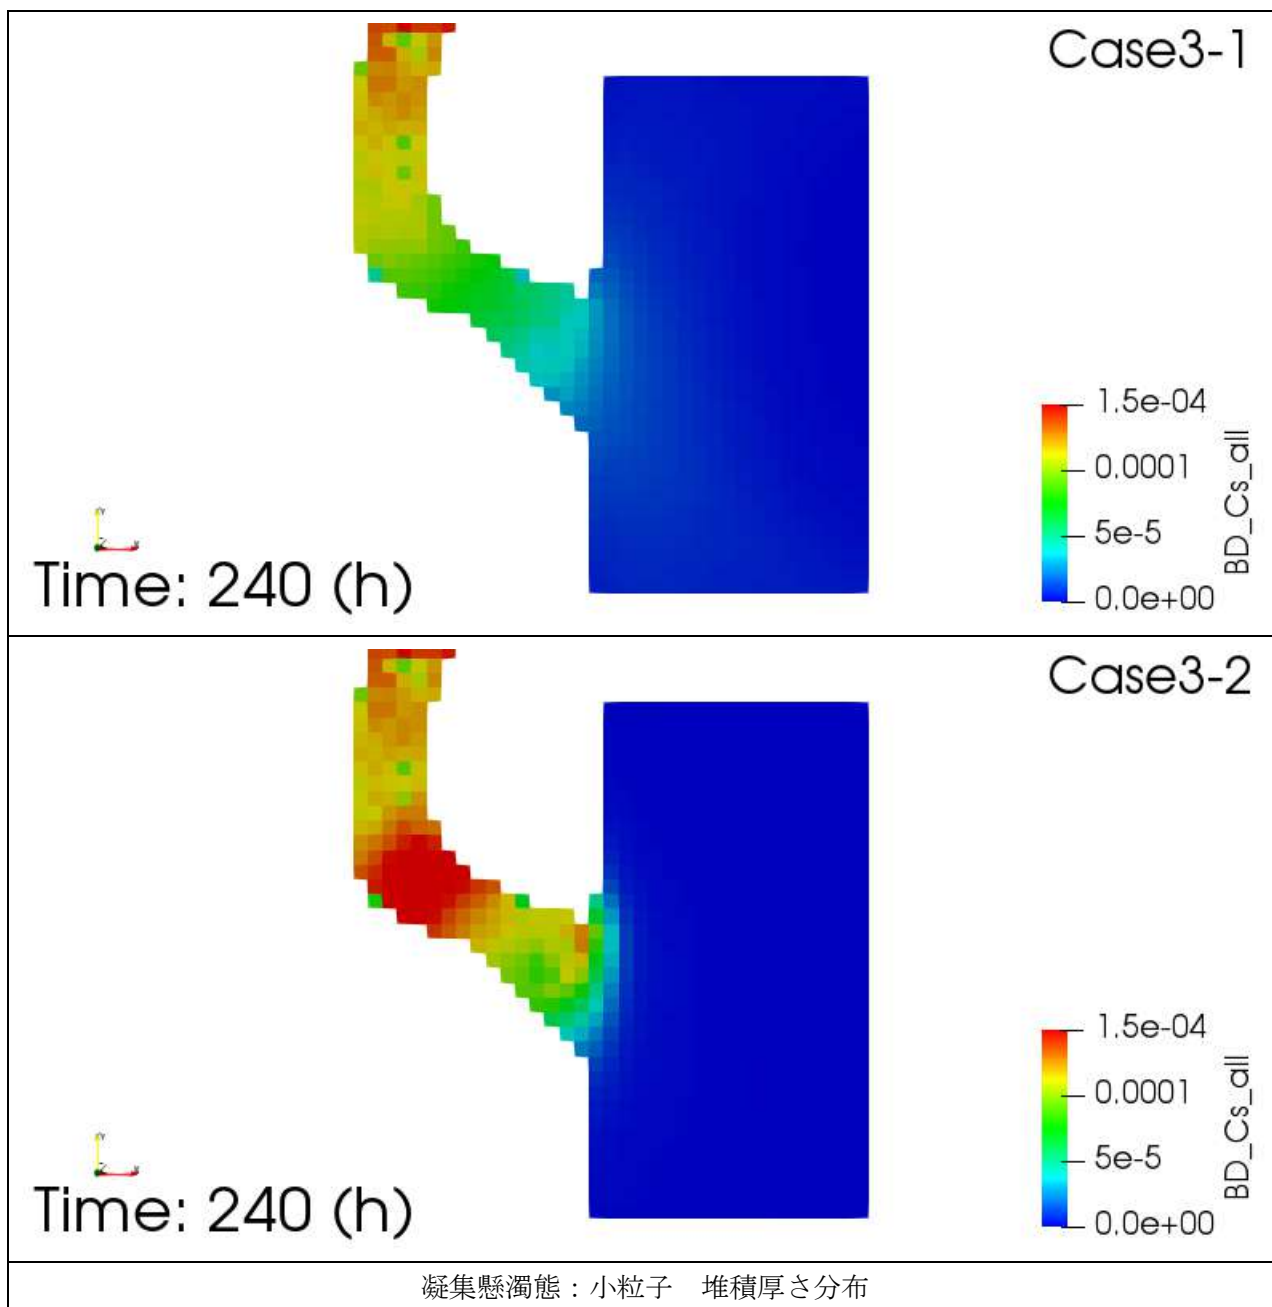 Case3-1
1.5e-04
0.0001
5e-5
0.0e+00
BD_Cs_all
Y
Z
X
Time: 240 (h)
Case3-2
1.5e-04
0.0001
5e-5
0.0e+00
BD_Cs_all
Y
Z
X
Time: 240 (h)
凝集懸濁態：小粒子　堆積厚さ分布